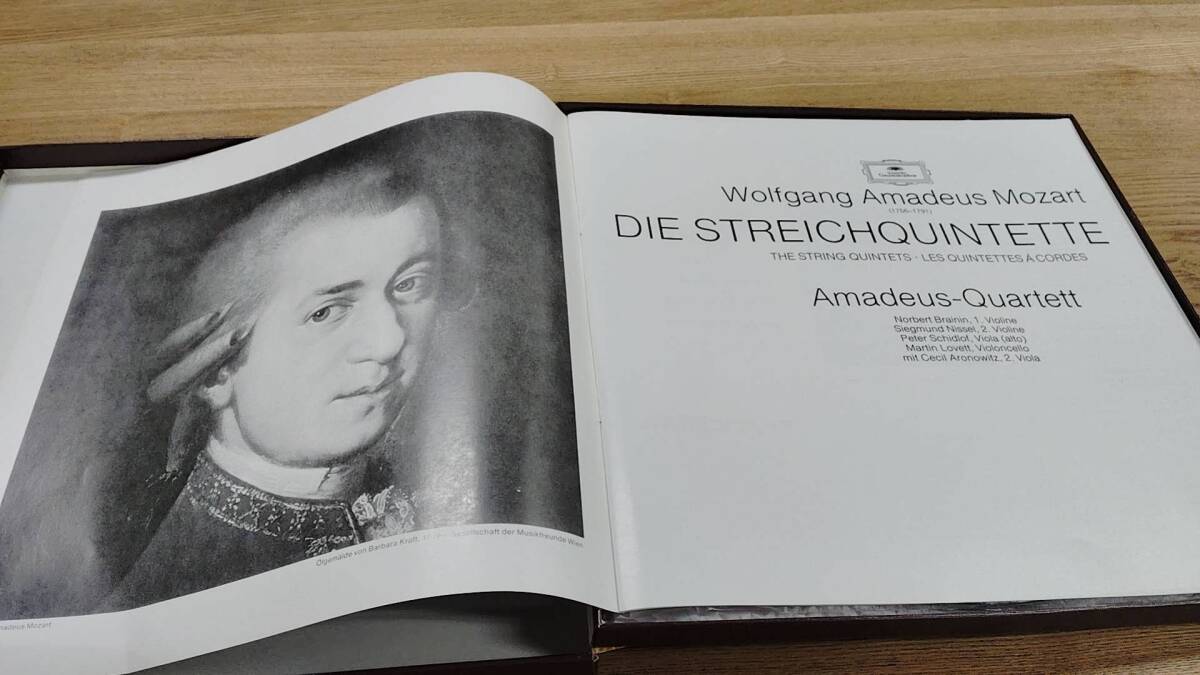 Ölgemälde von Barbara Kraft, Gesellschaft der Musikfreunde Wien
Mozart
Deutsche
Grammophon
Wolfgang Amadeus Mozart
(1756-1791)
DIE STREICHQUINTETTE
THE STRING QUINTETS · LES QUINTETTES A CORDES
Amadeus-Quartett
Norbert Brainin, 1. Violine
Siegmund Nissel, 2. Violine
Peter Schidlof, Viola (alto)
Martin Lovett, Violoncello
mit Cecil Aronowitz, 2. Viola